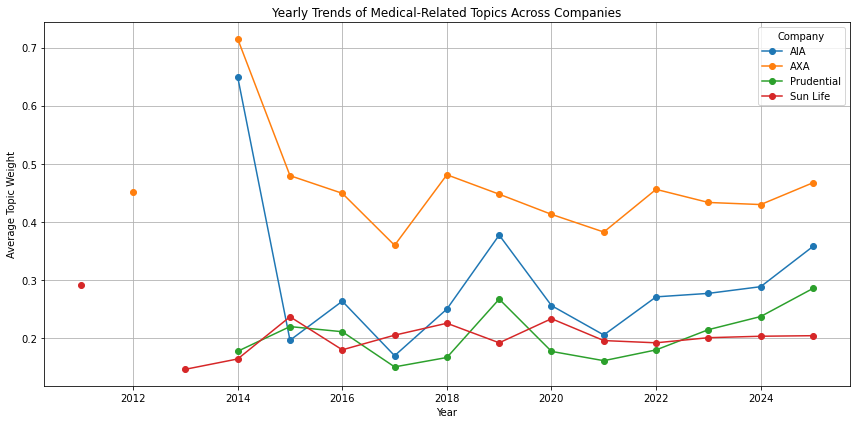 Yearly Trends of Medical-Related Topics Across Companies
Company
AIA
AXA
Prudential
Sun Life
Average Topic Weight
0.7
0.6
0.5
0.4
0.3
0.2
2012 2014 2016 2018 2020 2022 2024
Year